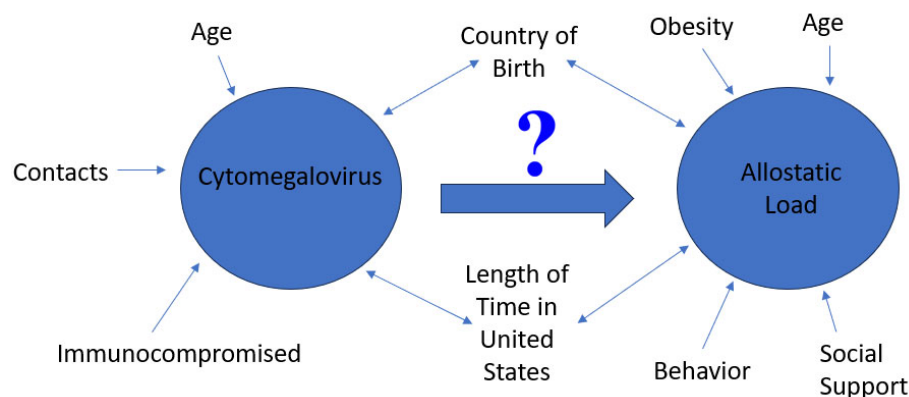 Age
Country of
Birth
Obesity
Age
?
Contacts
Cytomegalovirus
Allostatic
Load
Length of
Time in
United
States
Immunocompromised
Behavior
Social
Support